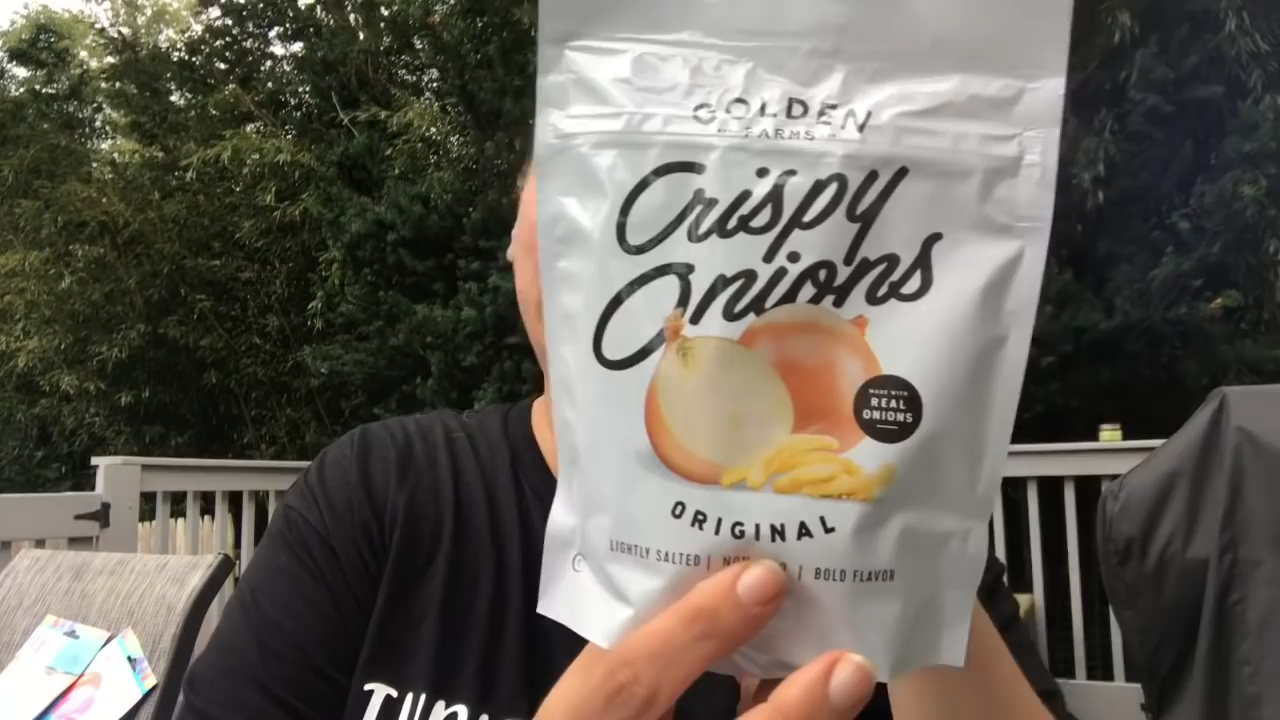 GOLDEN
FARMS
Crispy
Onions
MADE WITH
REAL
ONIONS
ORIGINAL
LIGHTLY SALTED | | BOLD FLAVOR